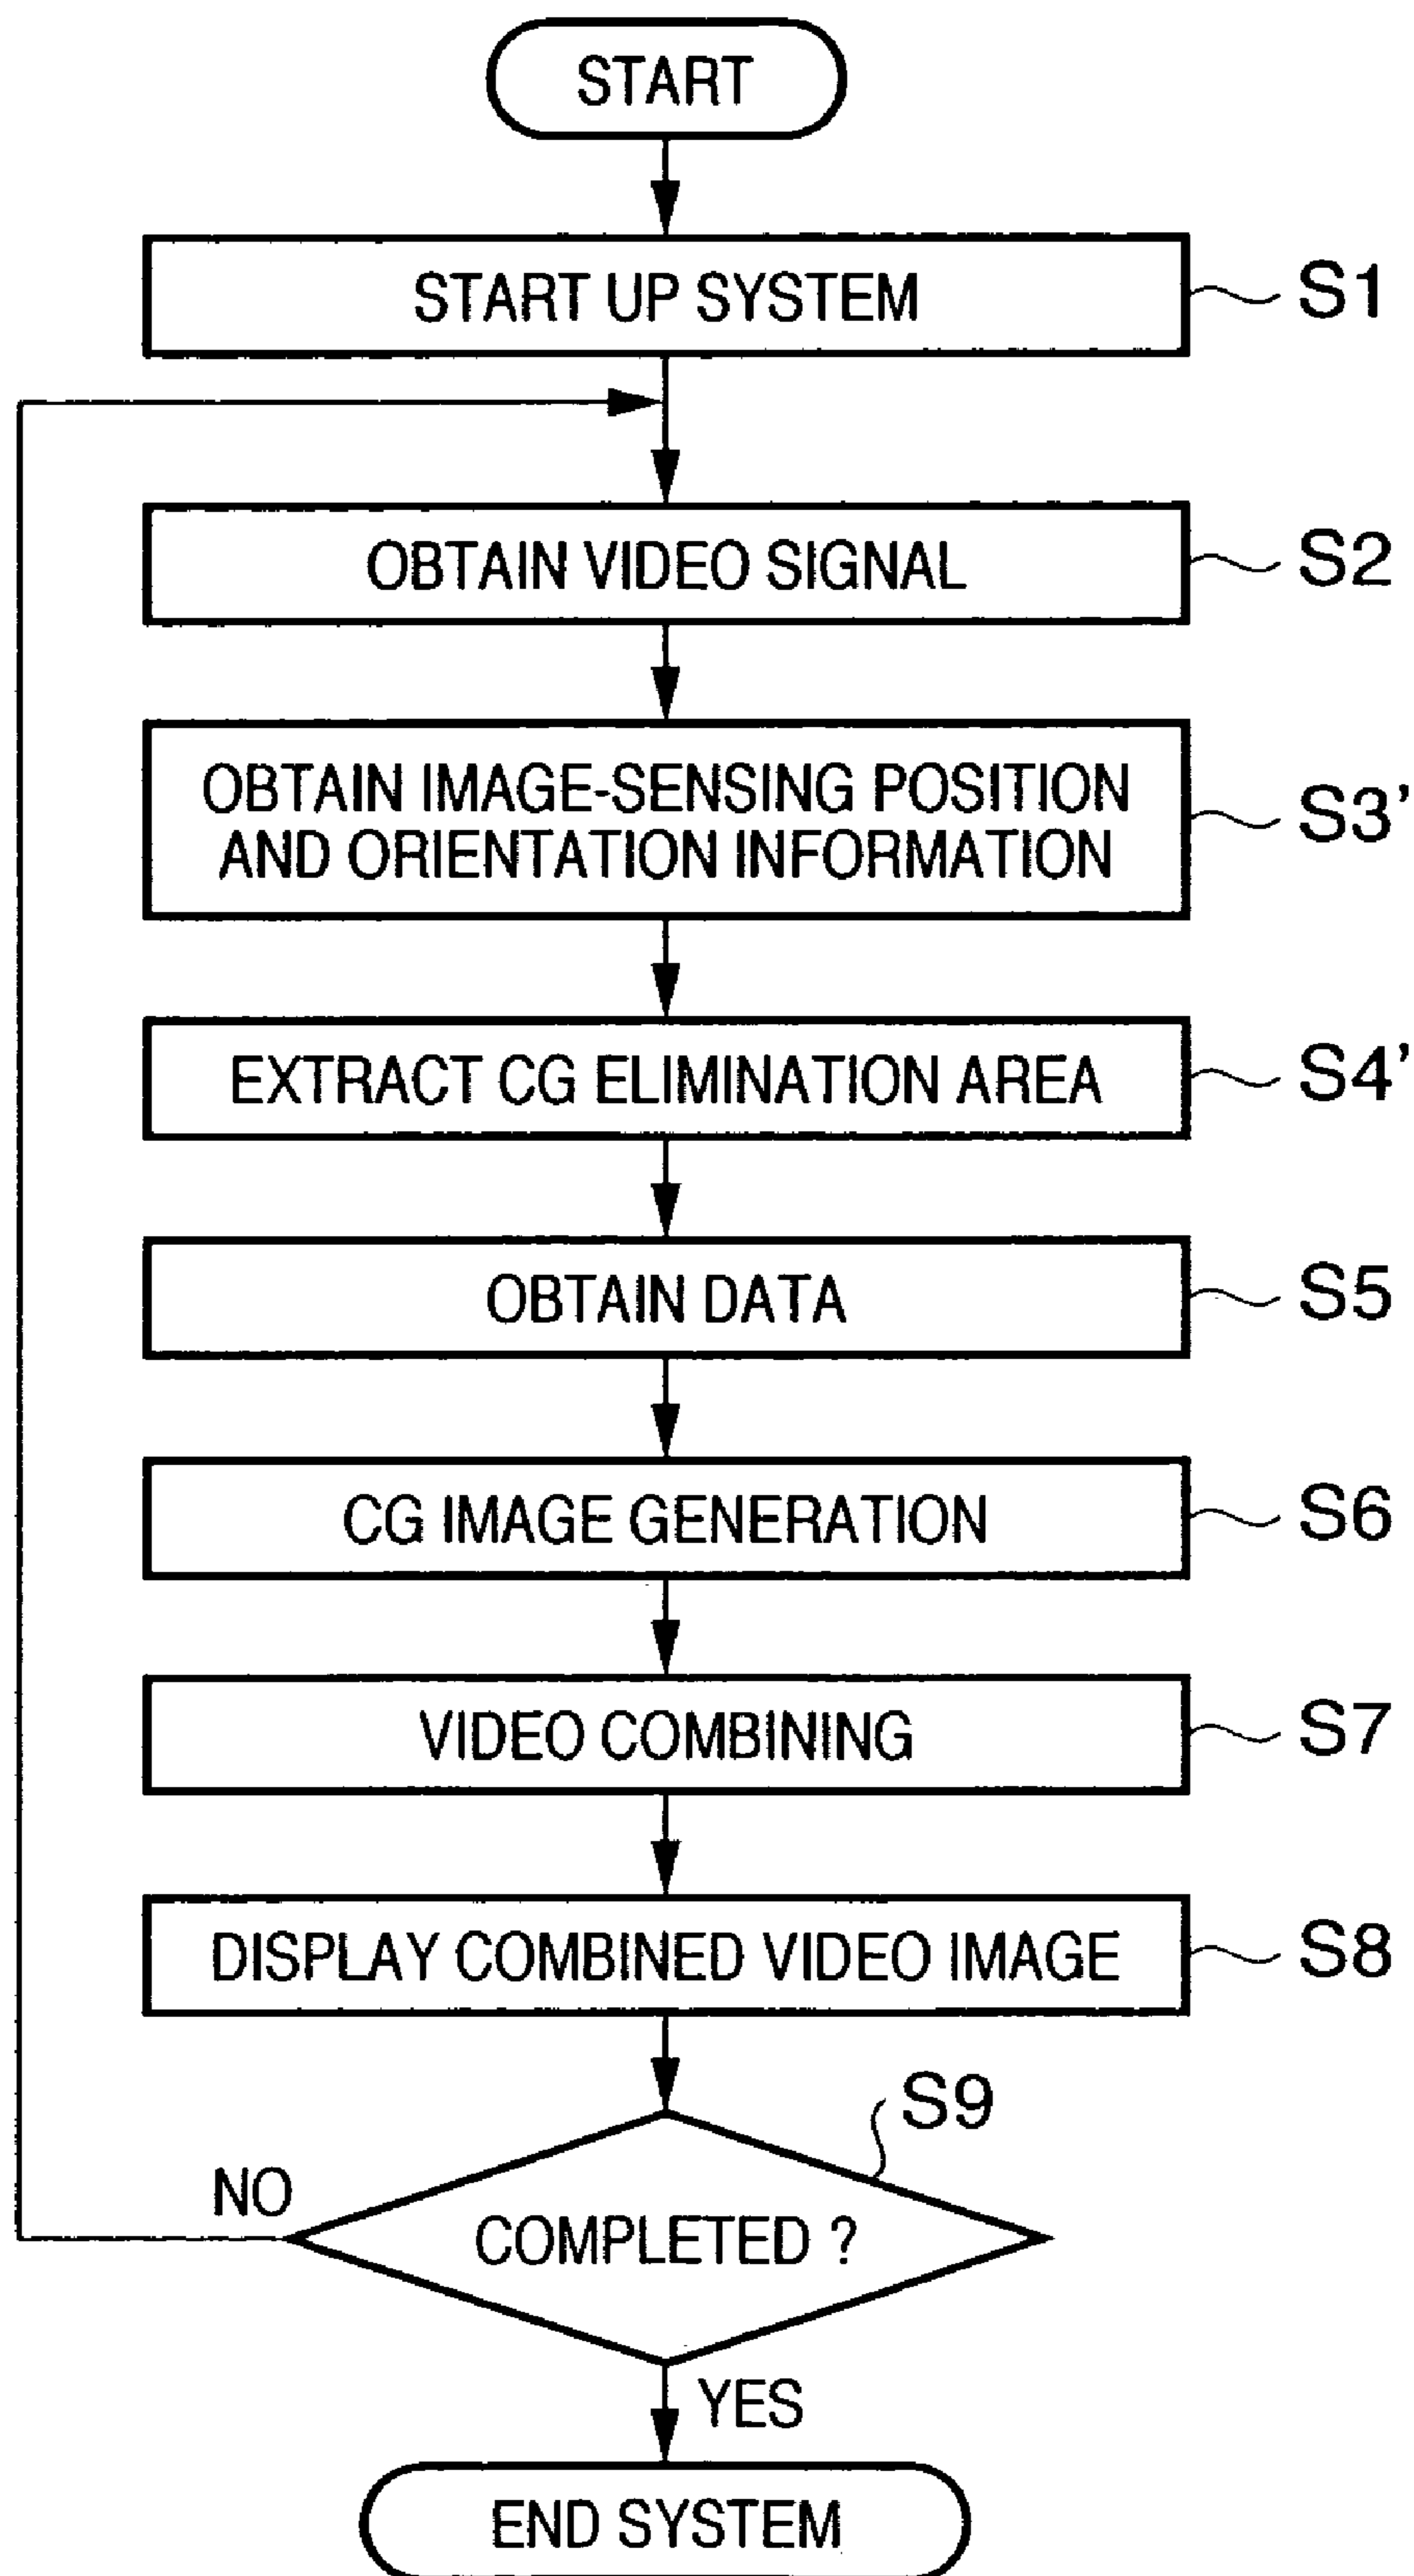 START
START UP SYSTEM
S1
OBTAIN VIDEO SIGNAL
S2
OBTAIN IMAGE-SENSING POSITION
AND ORIENTATION INFORMATION
S3'
EXTRACT CG ELIMINATION AREA
S4'
OBTAIN DATA
S5
CG IMAGE GENERATION
S6
VIDEO COMBINING
S7
DISPLAY COMBINED VIDEO IMAGE
S8
S9
NO
COMPLETED ?
YES
END SYSTEM